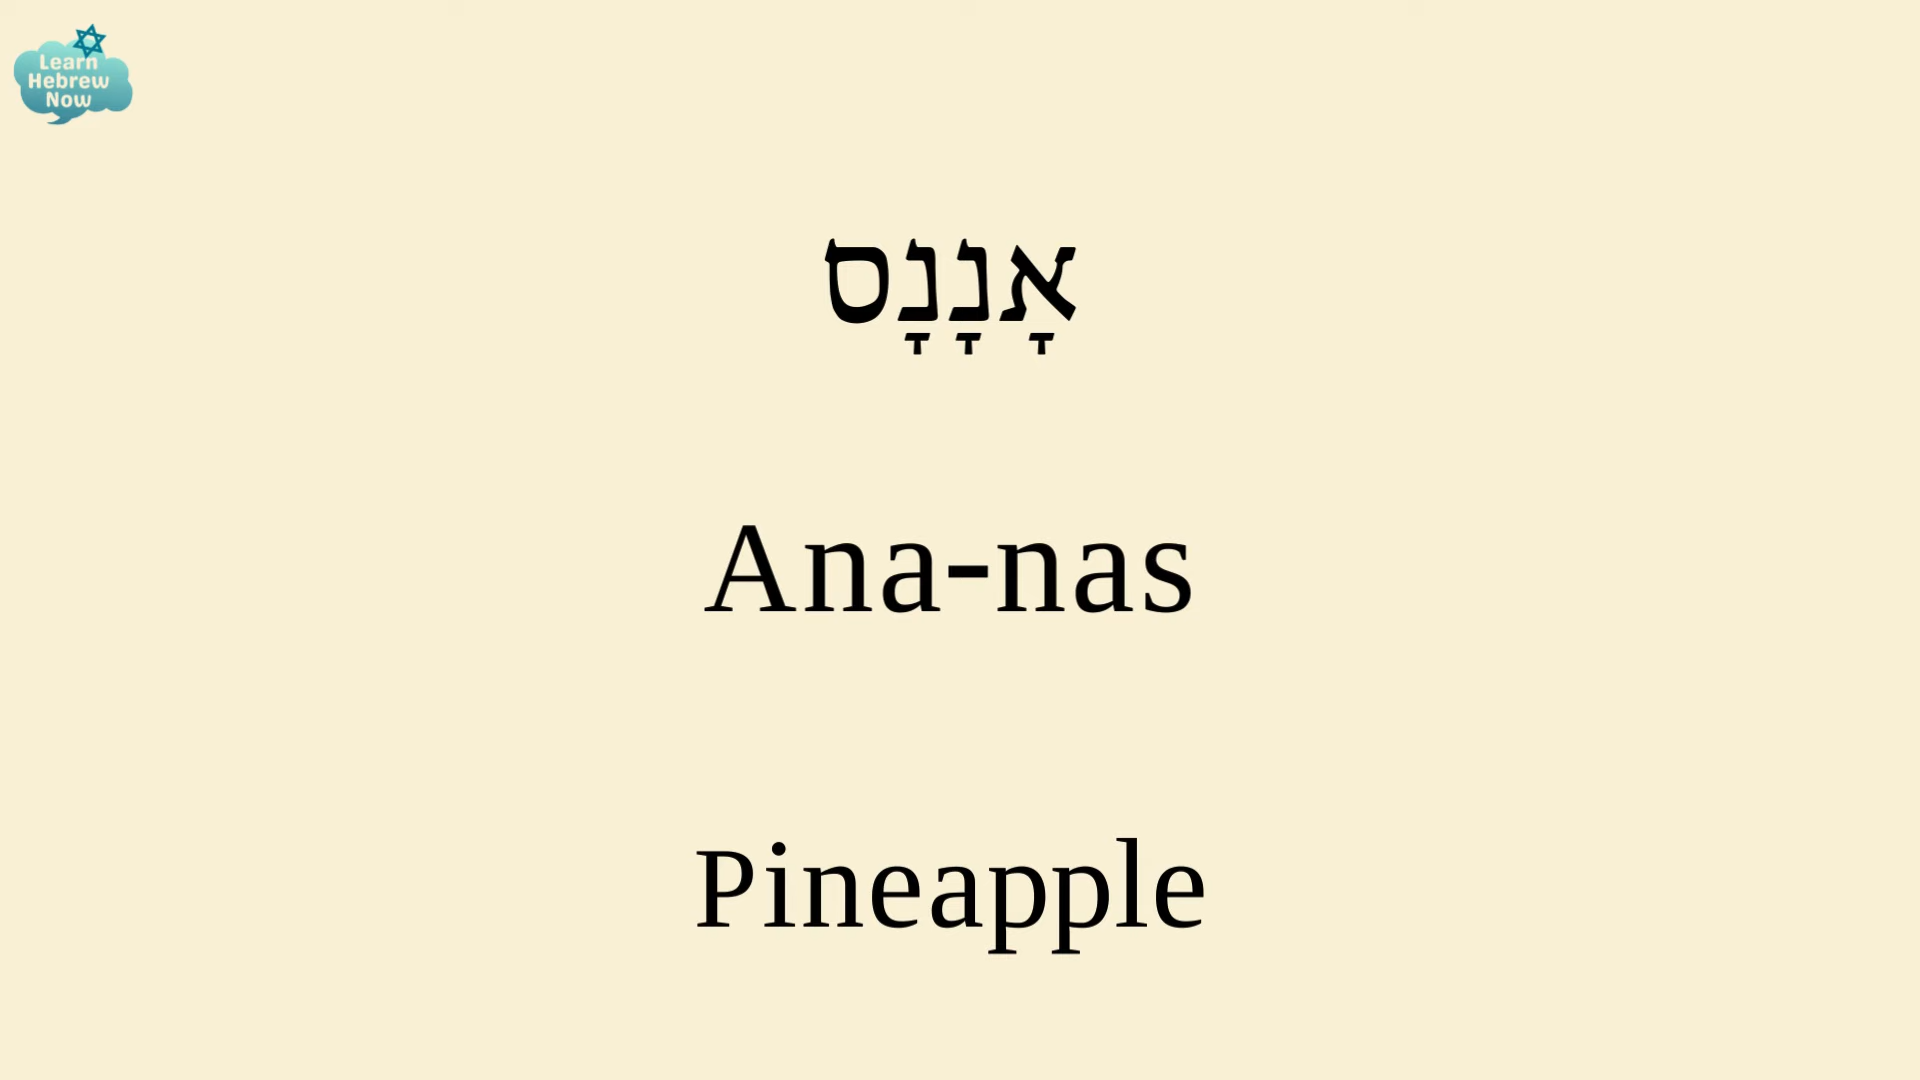 Learn
Hebrew
Now
אָנָנָס
Ana-nas
Pineapple